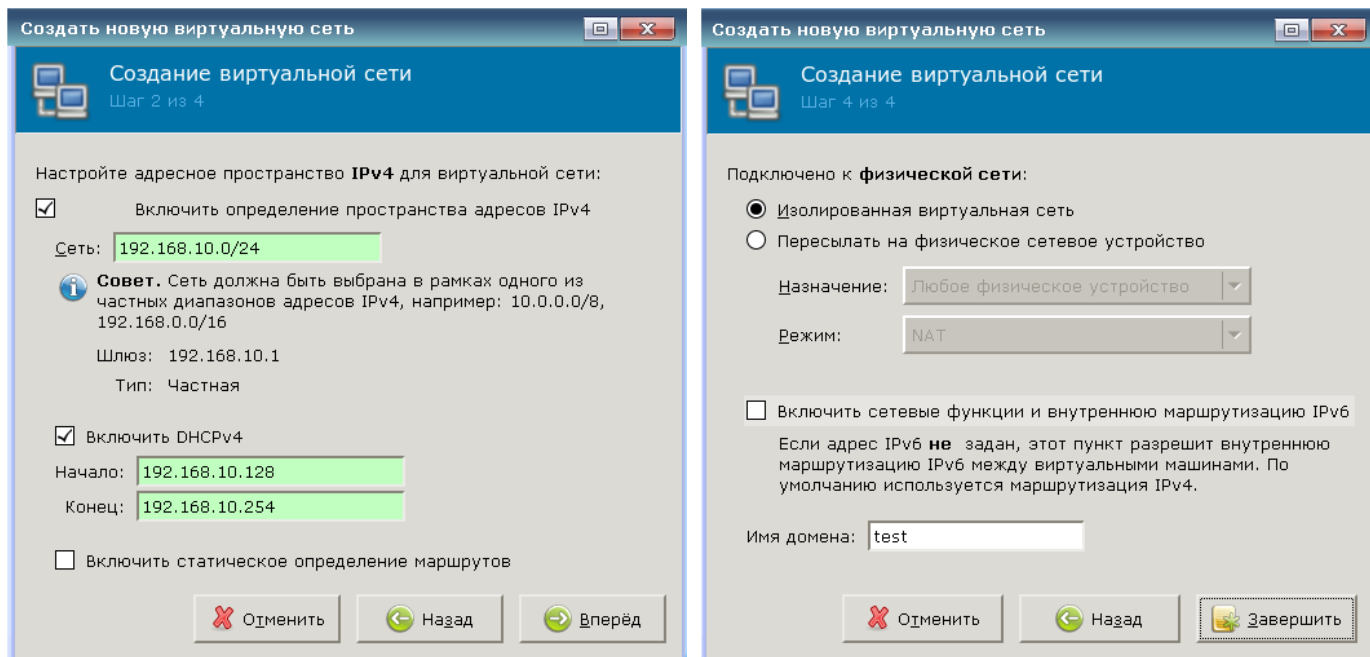 Создать новую виртуальную сеть
Создание виртуальной сети
Шаг 2 из 4
Настройте адресное пространство IPv4 для виртуальной сети:
Включить определение пространства адресов IPv4
Сеть: 192.168.10.0/24
Совет. Сеть должна быть выбрана в рамках одного из
частных диапазонов адресов IPv4, например: 10.0.0.0/8,
192.168.0.0/16
Шлюз: 192.168.10.1
Тип: Частная
Включить DHCPv4
Начало: 192.168.10.128
Конец: 192.168.10.254
Включить статическое определение маршрутов
Отменить
Назад
Вперёд
Создать новую виртуальную сеть
Создание виртуальной сети
Шаг 4 из 4
Подключено к физической сети:
Изолированная виртуальная сеть
Пересылать на физическое сетевое устройство
Назначение: Любое физическое устройство
Режим: NAT
Включить сетевые функции и внутреннюю маршрутизацию IPv6
Если адрес IPv6 не задан, этот пункт разрешит внутреннюю
маршрутизацию IPv6 между виртуальными машинами. По
умолчанию используется маршрутизация IPv4.
Имя домена: test
Отменить
Назад
Завершить